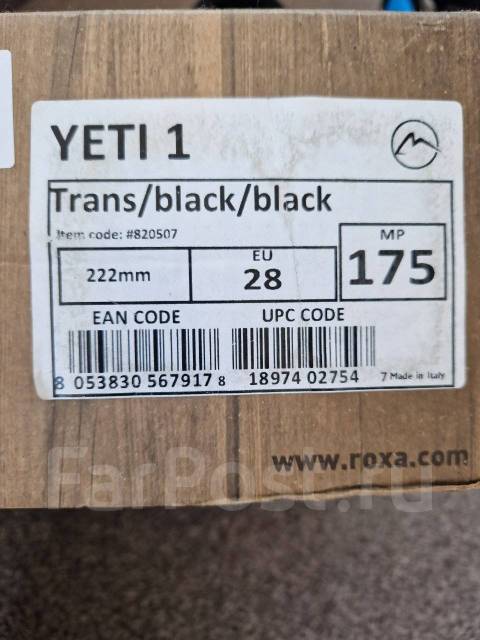 YETI 1
Trans/black/black
Item code: #820507
MP
175
222mm
EU
28
EAN CODE
UPC CODE
8 053830 567917
8 18974 02754 7
Made in Italy
www.roxa.com
FarPost.ru